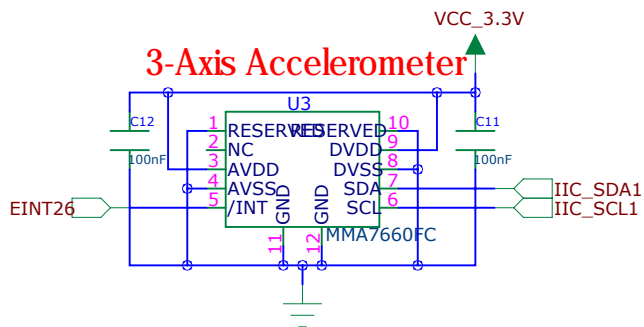 VCC_3.3V
3-Axis Accelerometer
U3
C12
C11
1 RESERVED RESERVED 10
2 NC DVDD 9
100nF
100nF
3 AVDD DVSS 8
4 AVSS SDA 7
IIC_SDA1
EINT26
5 /INT SCL 6
IIC_SCL1
GND GND
MMA7660FC
11 12